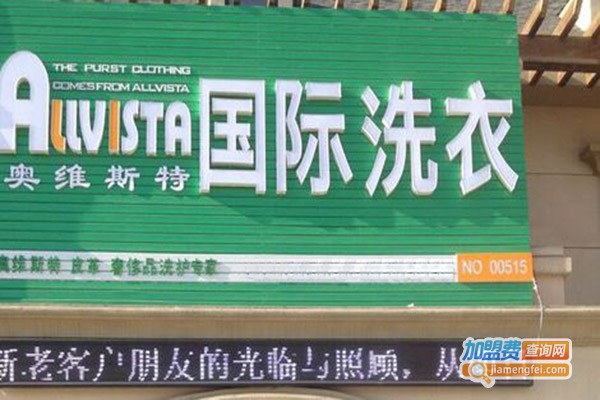 THE PURST CLOTHING
COMES FROM ALLVISTA
ALLVISTA 国际洗衣
奥维斯特
奥维斯特 皮革 奢侈品洗护专家 NO 00515
新老客户朋友的光临与照顾,从
加盟费查询网
jiamengfei.com